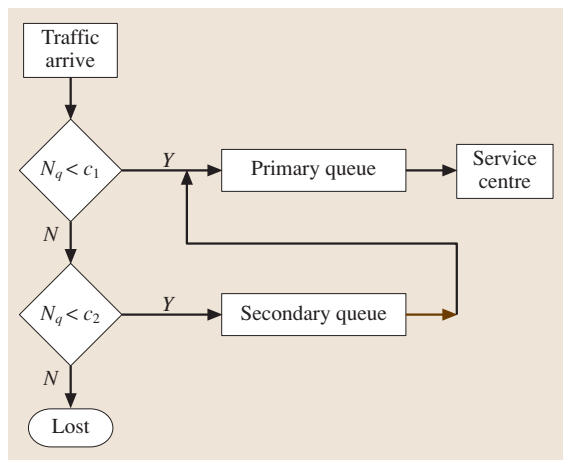 Traffic
arrive
N_q < c_1
Y
Primary queue
Service
centre
N
N_q < c_2
Y
Secondary queue
N
Lost